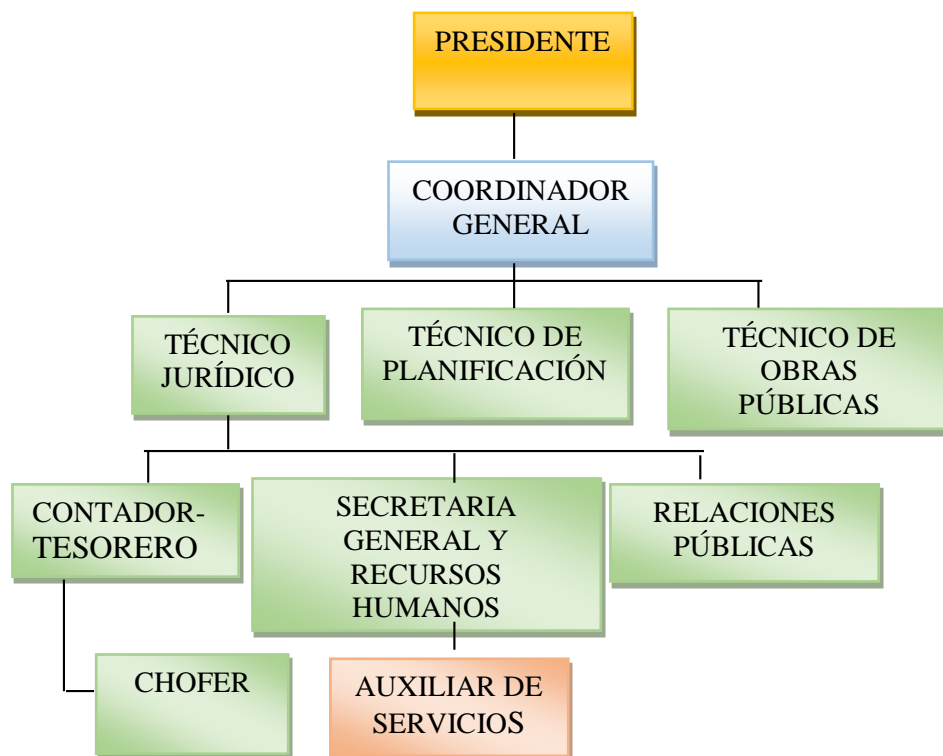 PRESIDENTE
COORDINADOR
GENERAL
TÉCNICO
JURÍDICO
TÉCNICO DE
PLANIFICACIÓN
TÉCNICO DE
OBRAS
PÚBLICAS
CONTADOR-
TESORERO
SECRETARIA
GENERAL Y
RECURSOS
HUMANOS
RELACIONES
PÚBLICAS
CHOFER
AUXILIAR DE
SERVICIOS